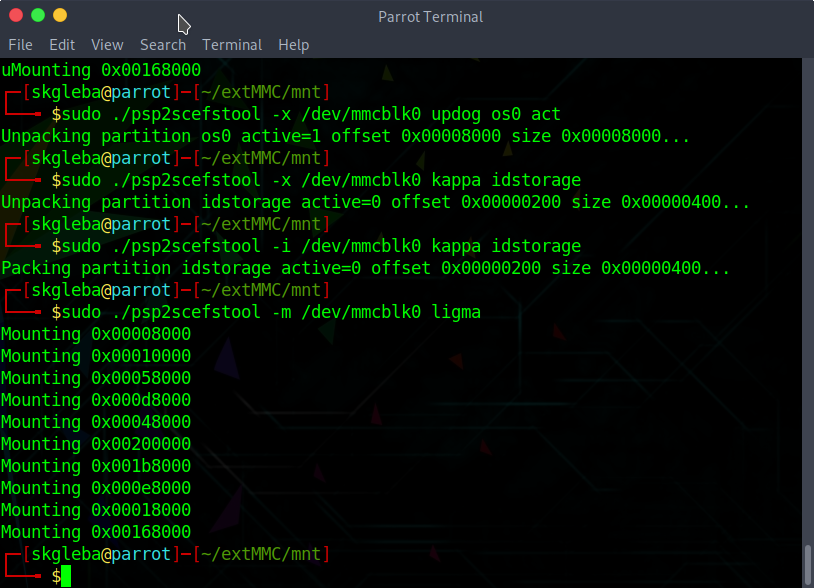 Parrot Terminal
File Edit View Search Terminal Help
uMounting 0x00168000
┌─[skgleba@parrot]─[~/extMMC/mnt]
└──╼ $sudo ./psp2scefstool -x /dev/mmcblk0 updog os0 act
Unpacking partition os0 active=1 offset 0x00008000 size 0x00008000...
┌─[skgleba@parrot]─[~/extMMC/mnt]
└──╼ $sudo ./psp2scefstool -x /dev/mmcblk0 kappa idstorage
Unpacking partition idstorage active=0 offset 0x00000200 size 0x00000400...
┌─[skgleba@parrot]─[~/extMMC/mnt]
└──╼ $sudo ./psp2scefstool -i /dev/mmcblk0 kappa idstorage
Packing partition idstorage active=0 offset 0x00000200 size 0x00000400...
┌─[skgleba@parrot]─[~/extMMC/mnt]
└──╼ $sudo ./psp2scefstool -m /dev/mmcblk0 ligma
Mounting 0x00008000
Mounting 0x00010000
Mounting 0x00058000
Mounting 0x000d8000
Mounting 0x00048000
Mounting 0x00200000
Mounting 0x001b8000
Mounting 0x000e8000
Mounting 0x00018000
Mounting 0x00168000
┌─[skgleba@parrot]─[~/extMMC/mnt]
└──╼ $